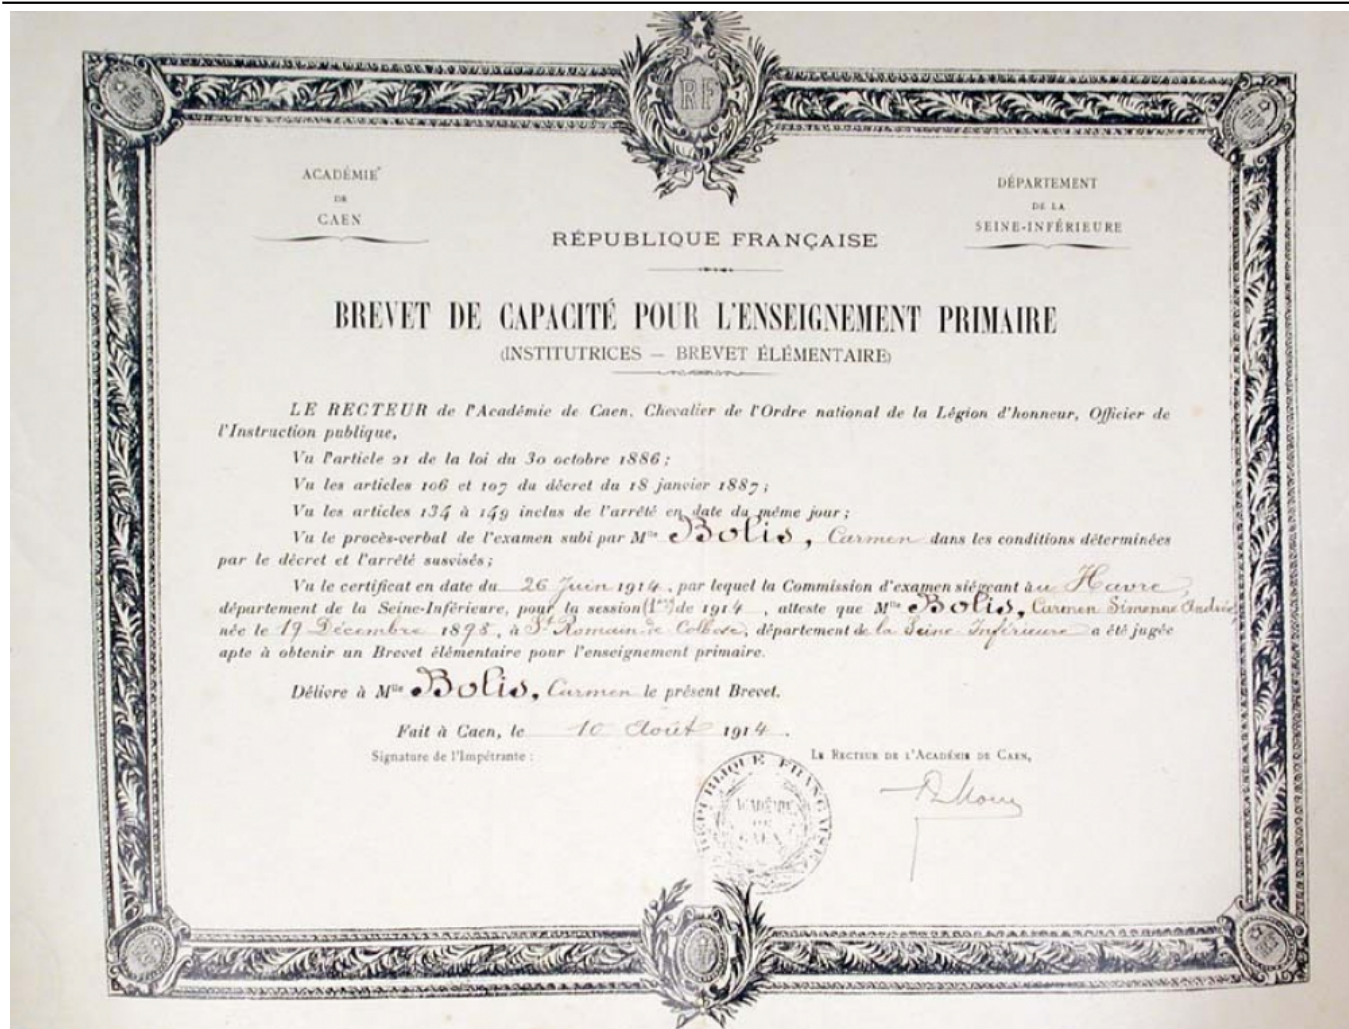 RF
ACADÉMIE
DE
CAEN
DÉPARTEMENT
DE LA
SEINE-INFÉRIEURE
RÉPUBLIQUE FRANÇAISE
BREVET DE CAPACITÉ POUR L'ENSEIGNEMENT PRIMAIRE
(INSTITUTRICES — BREVET ÉLÉMENTAIRE)
LE RECTEUR de l'Académie de Caen, Chevalier de l'Ordre national de la Légion d'honneur, Officier de
l'Instruction publique,
Vu l'article 21 de la loi du 30 octobre 1886;
Vu les articles 106 et 107 du décret du 18 janvier 1887;
Vu les articles 134 à 149 inclus de l'arrêté en date du même jour;
Vu le procès-verbal de l'examen subi par Mlle Bolis, Carmen dans les conditions déterminées
par le décret et l'arrêté susvisés;
Vu le certificat en date du 26 Juin 1914, par lequel la Commission d'examen siégeant au Havre,
département de la Seine-Inférieure, pour la session (1re) de 1914, atteste que Mlle Bolis, Carmen Simonne Andrée
née le 19 Décembre 1898, à St Romain-de Colbosc, département de la Seine-Inférieure a été jugée
apte à obtenir un Brevet élémentaire pour l'enseignement primaire.
Délivre à Mlle Bolis, Carmen le présent Brevet.
Fait à Caen, le 10 Août 1914.
Signature de l'Impétrante :
LE RECTEUR DE L'ACADÉMIE DE CAEN,
RÉPUBLIQUE FRANÇAISE
ACADÉMIE
DE
CAEN